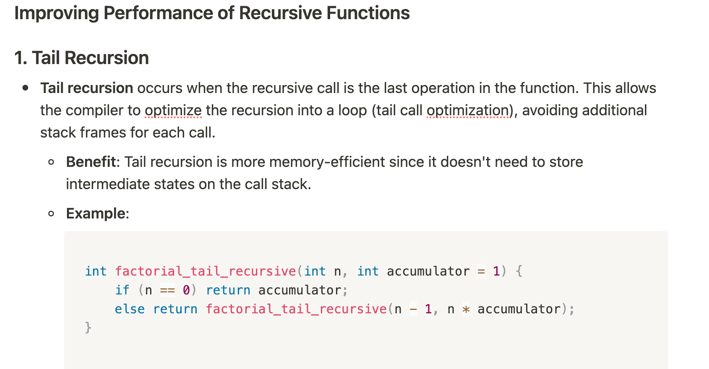 Improving Performance of Recursive Functions
1. Tail Recursion
• Tail recursion occurs when the recursive call is the last operation in the function. This allows
the compiler to optimize the recursion into a loop (tail call optimization), avoiding additional
stack frames for each call.
◦ Benefit: Tail recursion is more memory-efficient since it doesn't need to store
intermediate states on the call stack.
◦ Example:
int factorial_tail_recursive(int n, int accumulator = 1) {
    if (n == 0) return accumulator;
    else return factorial_tail_recursive(n - 1, n * accumulator);
}